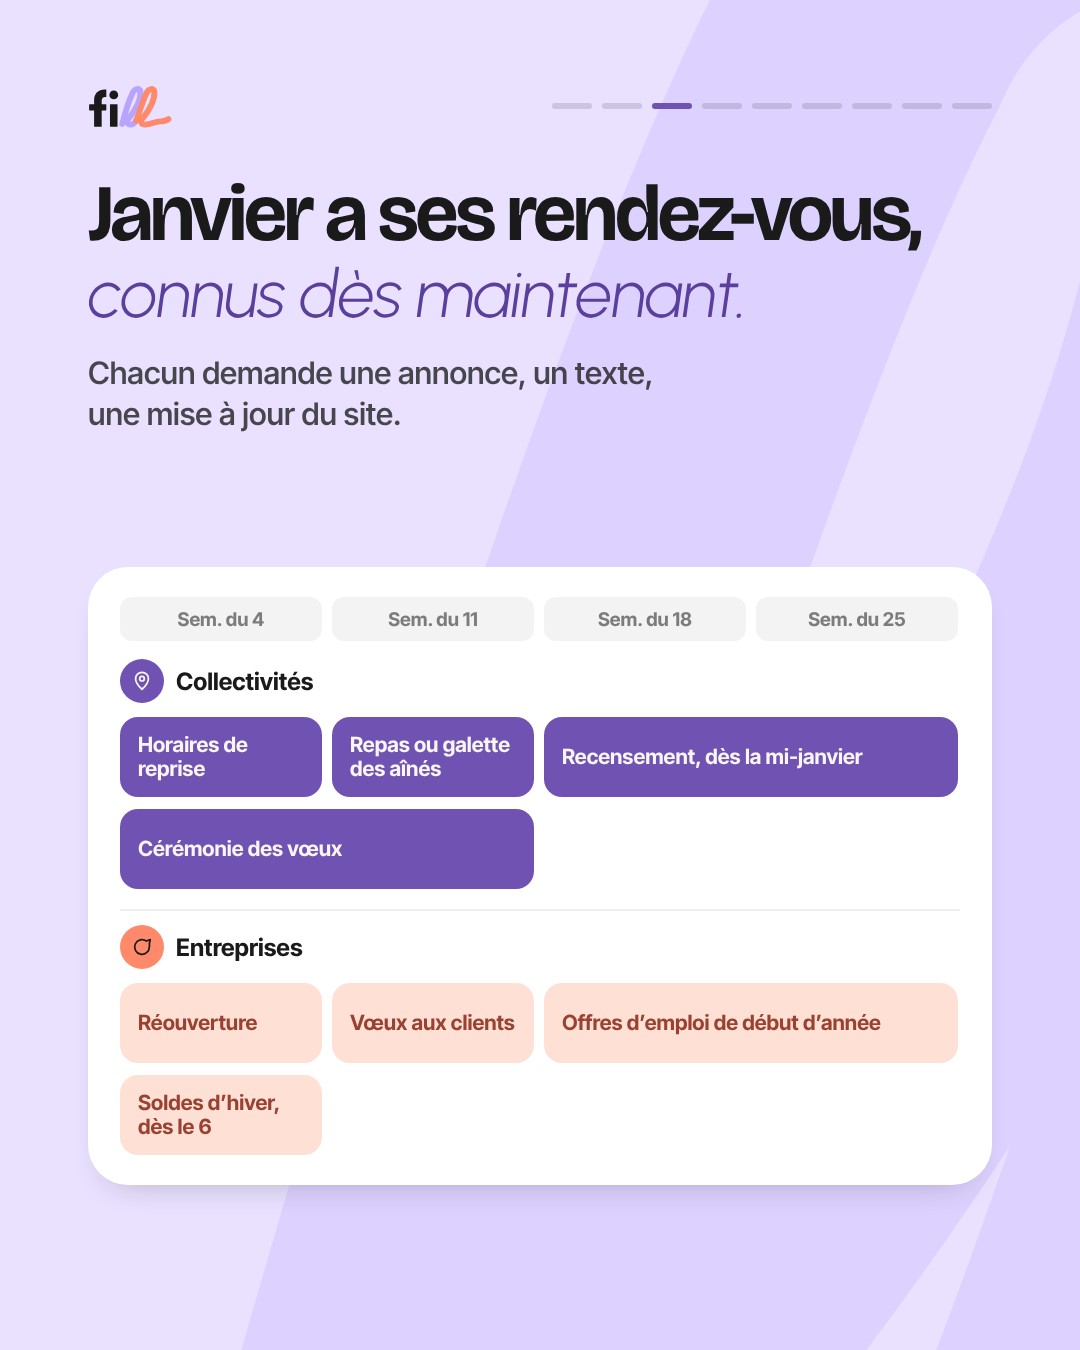 fill
Janvier a ses rendez-vous,
connus dès maintenant.
Chacun demande une annonce, un texte,
une mise à jour du site.
Sem. du 4
Sem. du 11
Sem. du 18
Sem. du 25
Collectivités
Horaires de
reprise
Repas ou galette
des aînés
Recensement, dès la mi-janvier
Cérémonie des vœux
Entreprises
Réouverture
Vœux aux clients
Offres d’emploi de début d’année
Soldes d’hiver,
dès le 6